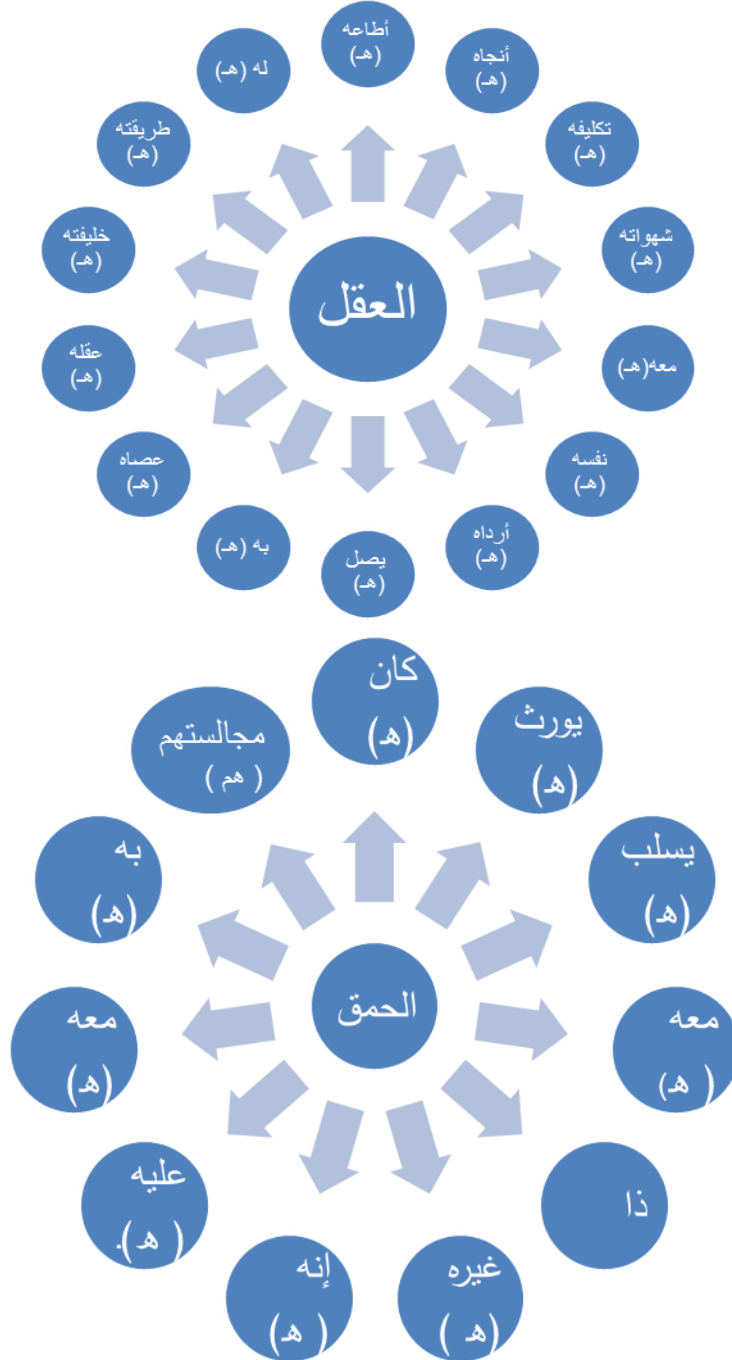 أطاعه
(هـ)
أنجاه
(هـ)
تكليفه
(هـ)
شهواته
(هـ)
معه(هـ)
نفسه
(هـ)
أرداه
(هـ)
يصل
(هـ)
به (هـ)
عصاه
(هـ)
عقله
(هـ)
خليفته
(هـ)
طريقته
(هـ)
له (هـ)
العقل
كان
(هـ)
يورث
(هـ)
يسلب
(هـ)
معه
( هـ)
ذا
غيره
(هـ )
إنه
( هـ)
عليه
( هـ).
معه
(هـ)
به
(هـ)
مجالستهم
( هم )
الحمق